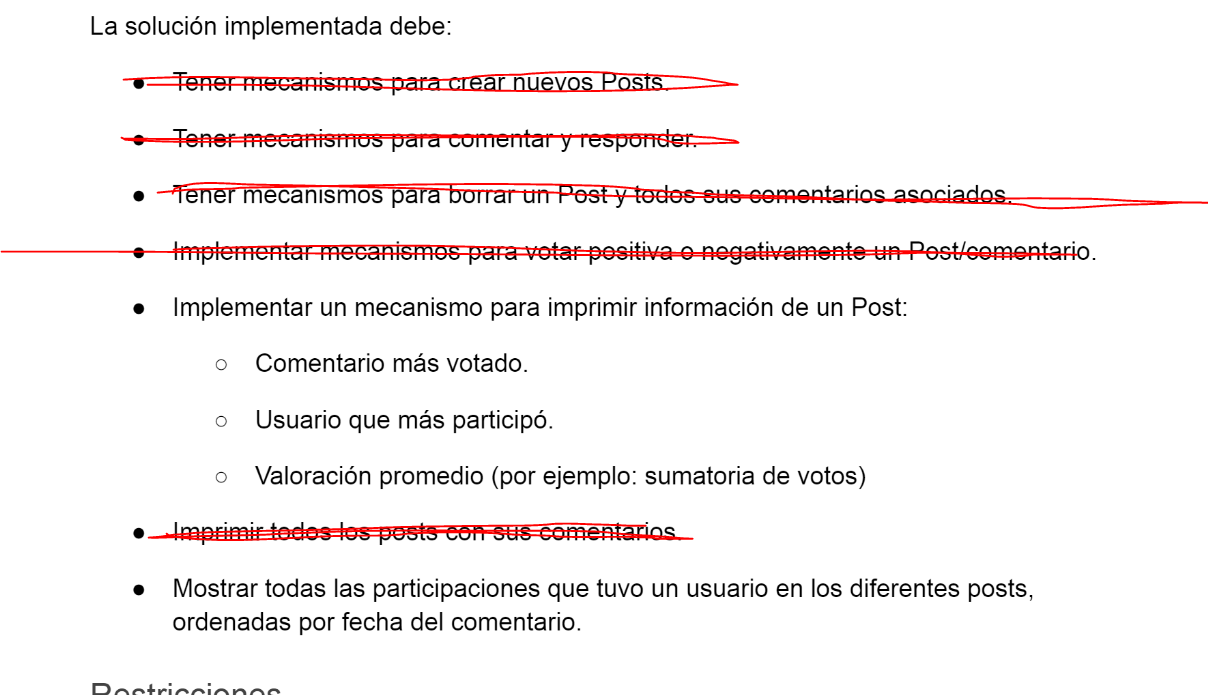 La solución implementada debe:
● Tener mecanismos para crear nuevos Posts.
● Tener mecanismos para comentar y responder.
● Tener mecanismos para borrar un Post y todos sus comentarios asociados.
● Implementar mecanismos para votar positiva o negativamente un Post/comentario.
● Implementar un mecanismo para imprimir información de un Post:
○ Comentario más votado.
○ Usuario que más participó.
○ Valoración promedio (por ejemplo: sumatoria de votos)
● Imprimir todos los posts con sus comentarios.
● Mostrar todas las participaciones que tuvo un usuario en los diferentes posts,
ordenadas por fecha del comentario.
Restricciones